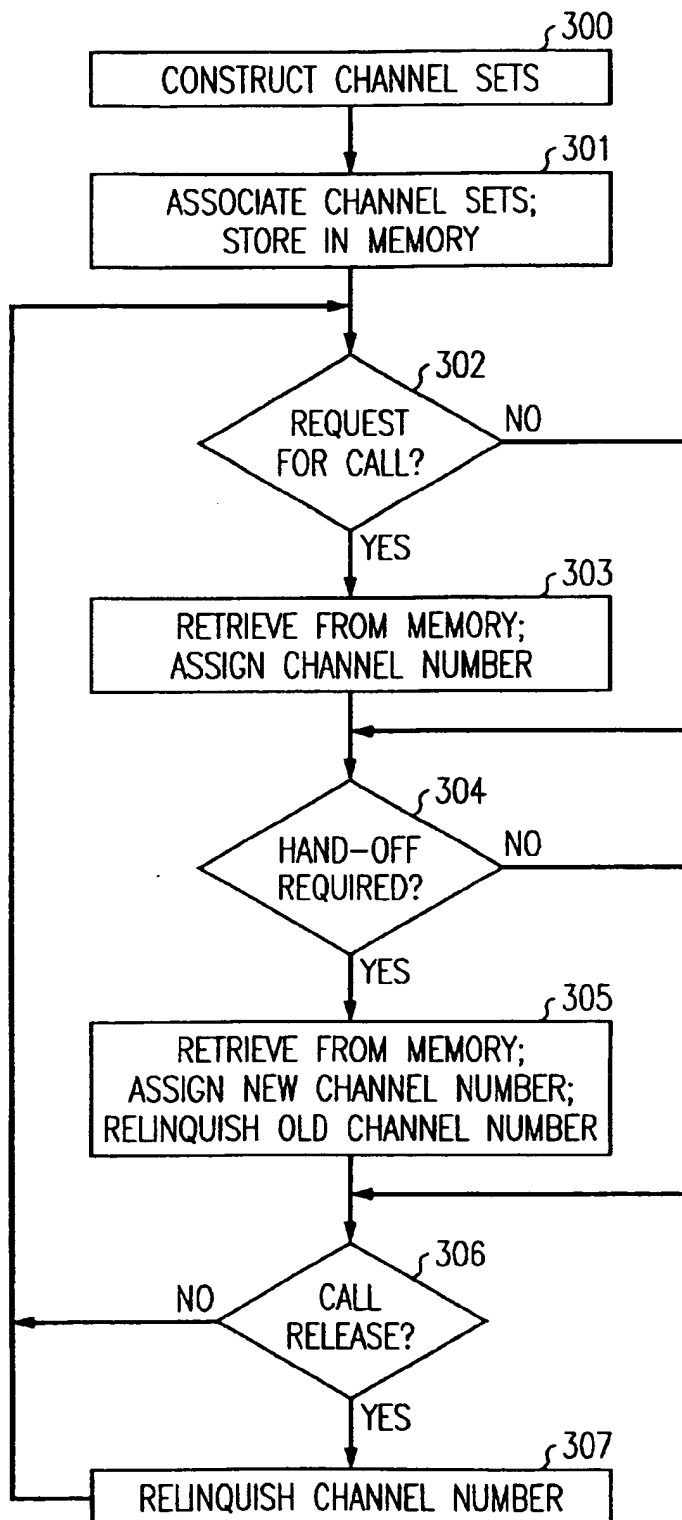 300
CONSTRUCT CHANNEL SETS
301
ASSOCIATE CHANNEL SETS;
STORE IN MEMORY
302
REQUEST
FOR CALL?
NO
YES
303
RETRIEVE FROM MEMORY;
ASSIGN CHANNEL NUMBER
304
HAND-OFF
REQUIRED?
NO
YES
305
RETRIEVE FROM MEMORY;
ASSIGN NEW CHANNEL NUMBER;
RELINQUISH OLD CHANNEL NUMBER
306
NO
CALL
RELEASE?
YES
307
RELINQUISH CHANNEL NUMBER